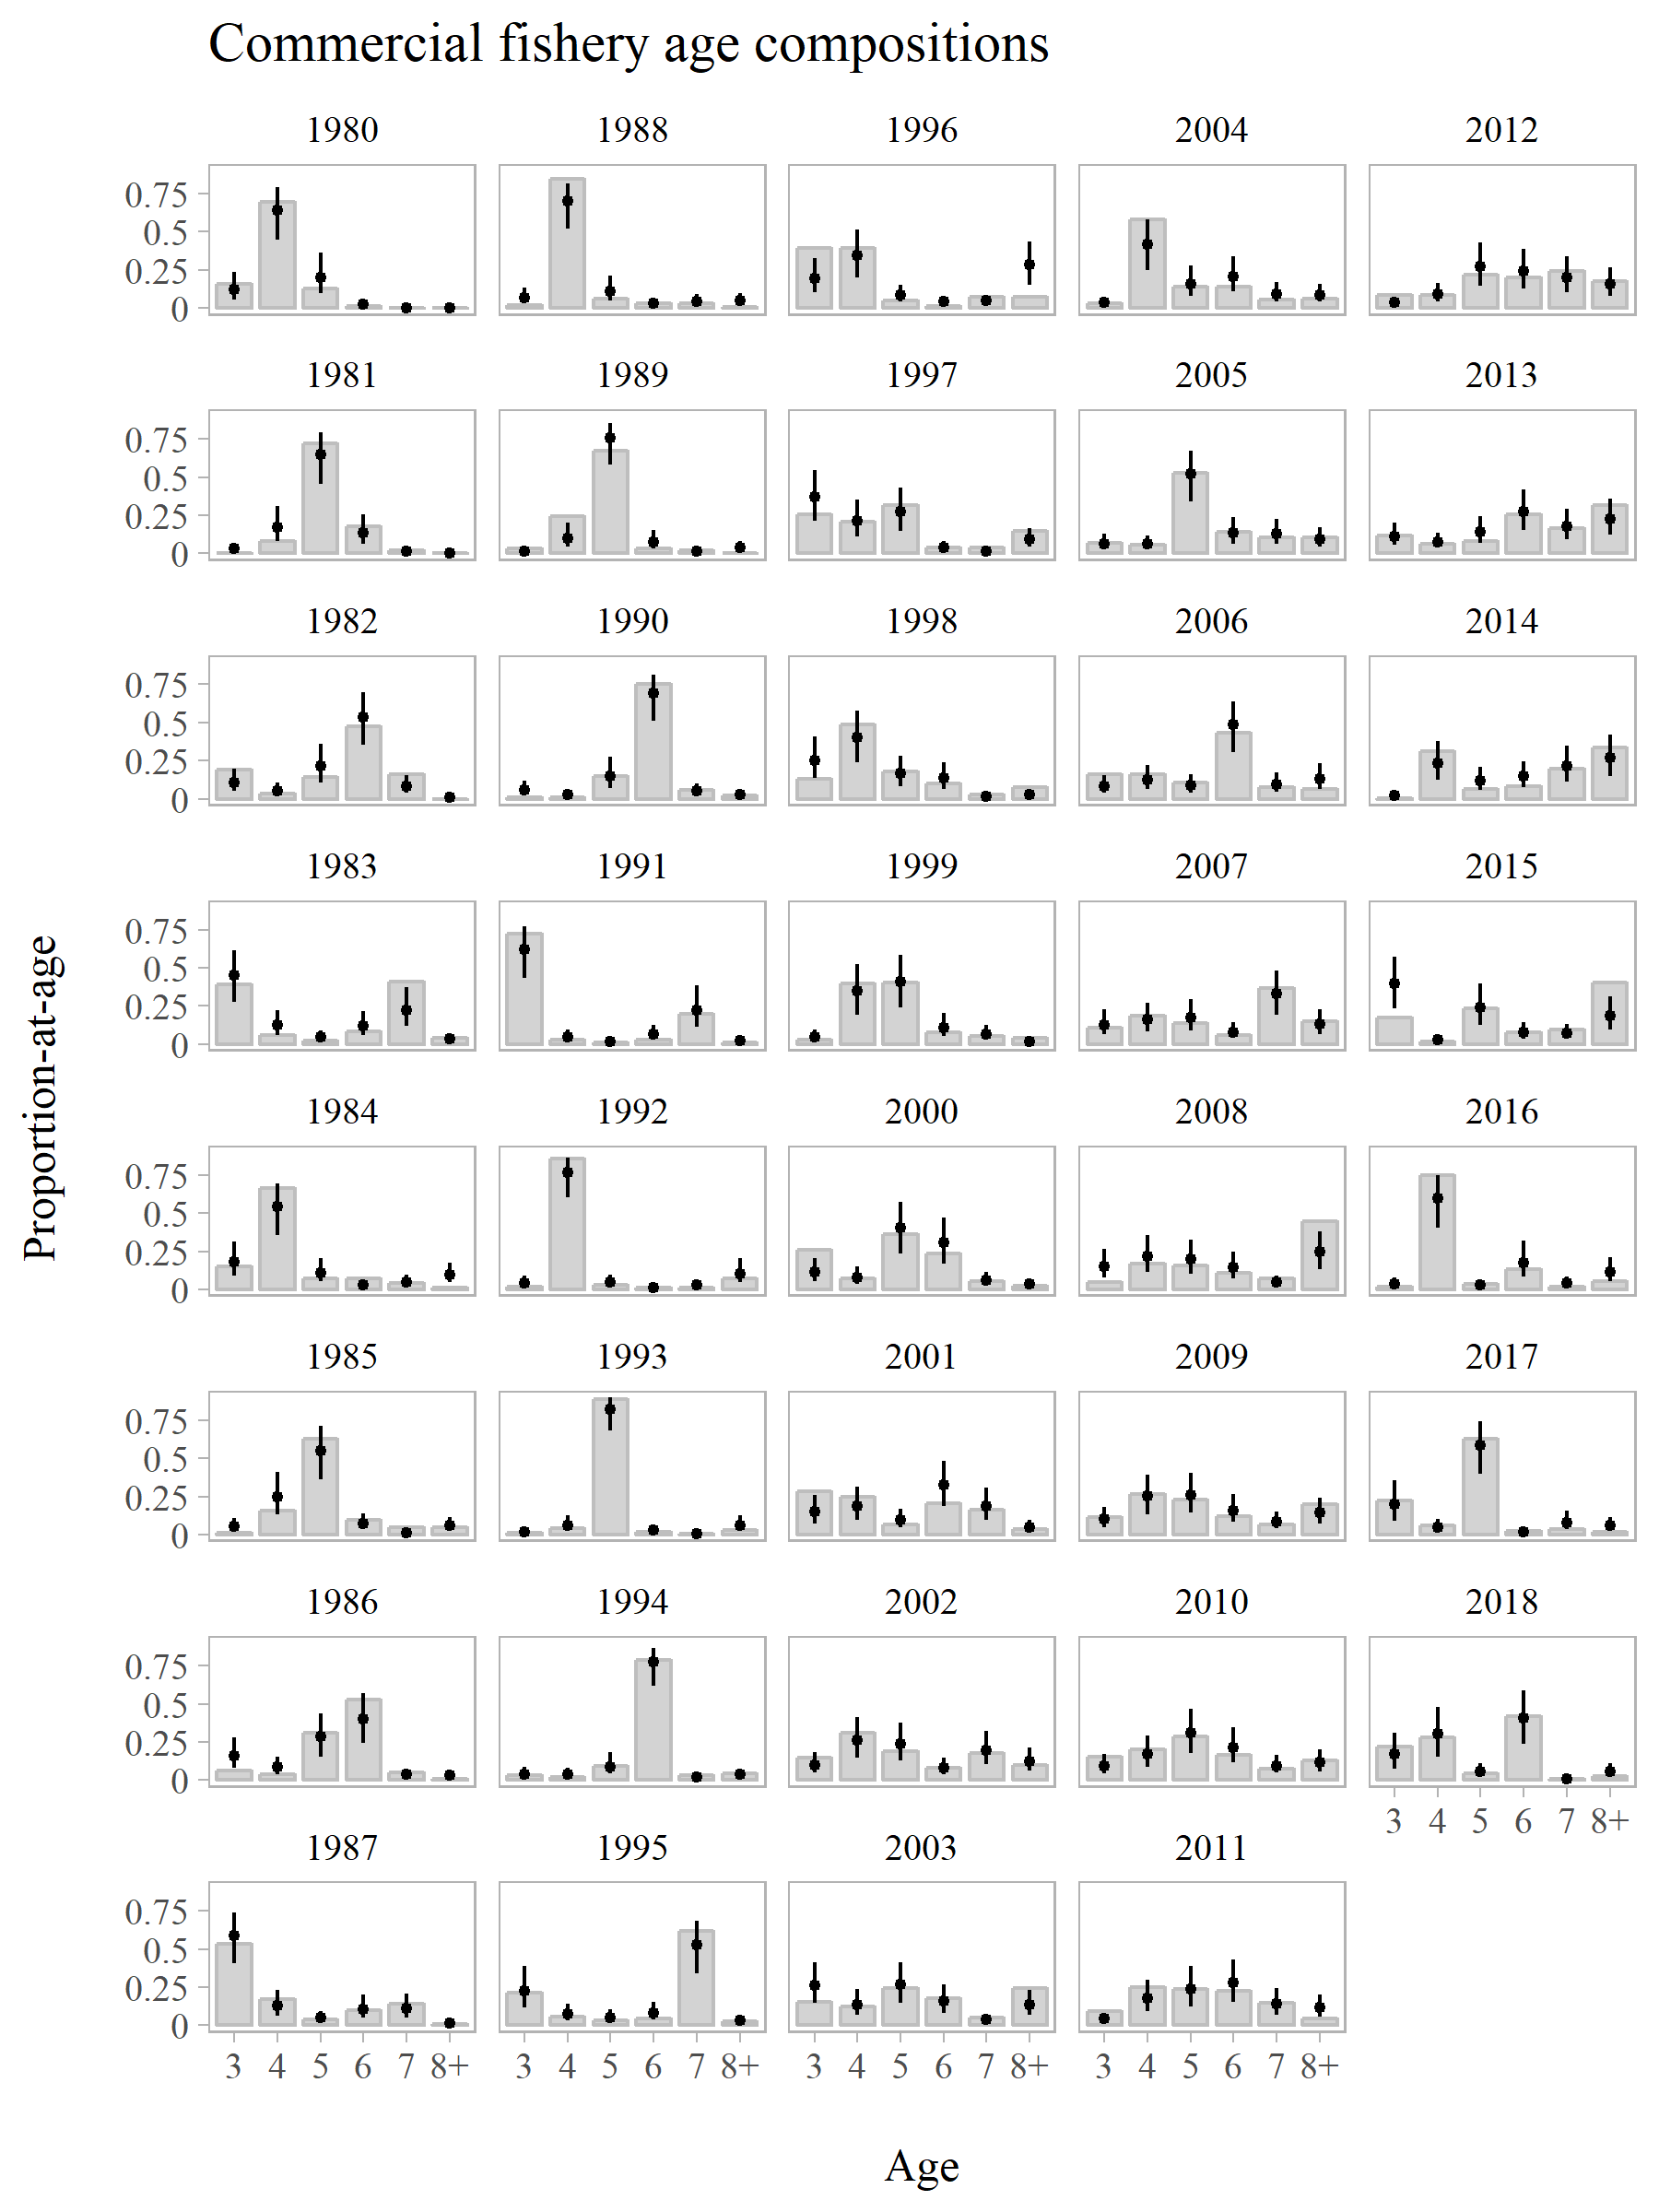 Commercial fishery age compositions
1980 1988 1996 2004 2012
0.75
0.5
0.25
0
1981 1989 1997 2005 2013
0.75
0.5
0.25
0
1982 1990 1998 2006 2014
0.75
0.5
0.25
0
1983 1991 1999 2007 2015
0.75
0.5
0.25
0
1984 1992 2000 2008 2016
0.75
0.5
0.25
0
1985 1993 2001 2009 2017
0.75
0.5
0.25
0
1986 1994 2002 2010 2018
0.75
0.5
0.25
0
3 4 5 6 7 8+
1987 1995 2003 2011
0.75
0.5
0.25
0
3 4 5 6 7 8+ 3 4 5 6 7 8+ 3 4 5 6 7 8+ 3 4 5 6 7 8+
Proportion-at-age
Age